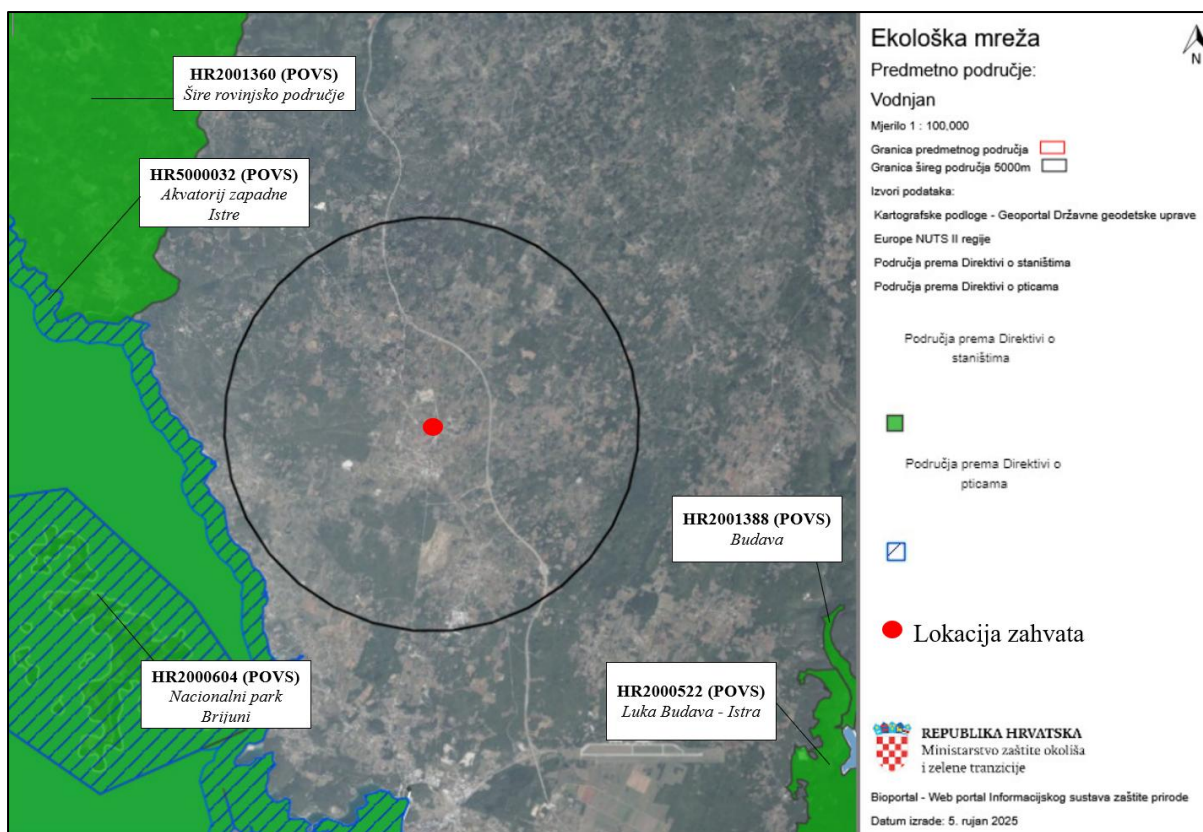 HR2001360 (POVS)
Šire rovinjsko područje
HR5000032 (POVS)
Akvatorij zapadne
Istre
HR2001388 (POVS)
Budava
HR2000604 (POVS)
Nacionalni park
Brijuni
HR2000522 (POVS)
Luka Budava - Istra
Ekološka mreža
N
Predmetno područje:
Vodnjan
Mjerilo 1 : 100,000
Granica predmetnog područja
Granica šireg područja 5000m
Izvori podataka:
Kartografske podloge - Geoportal Državne geodetske uprave
Europe NUTS II regije
Područja prema Direktivi o staništima
Područja prema Direktivi o pticama
Područja prema Direktivi o
staništima
Područja prema Direktivi o
pticama
Lokacija zahvata
REPUBLIKA HRVATSKA
Ministarstvo zaštite okoliša
i zelene tranzicije
Bioportal - Web portal Informacijskog sustava zaštite prirode
Datum izrade: 5. rujan 2025